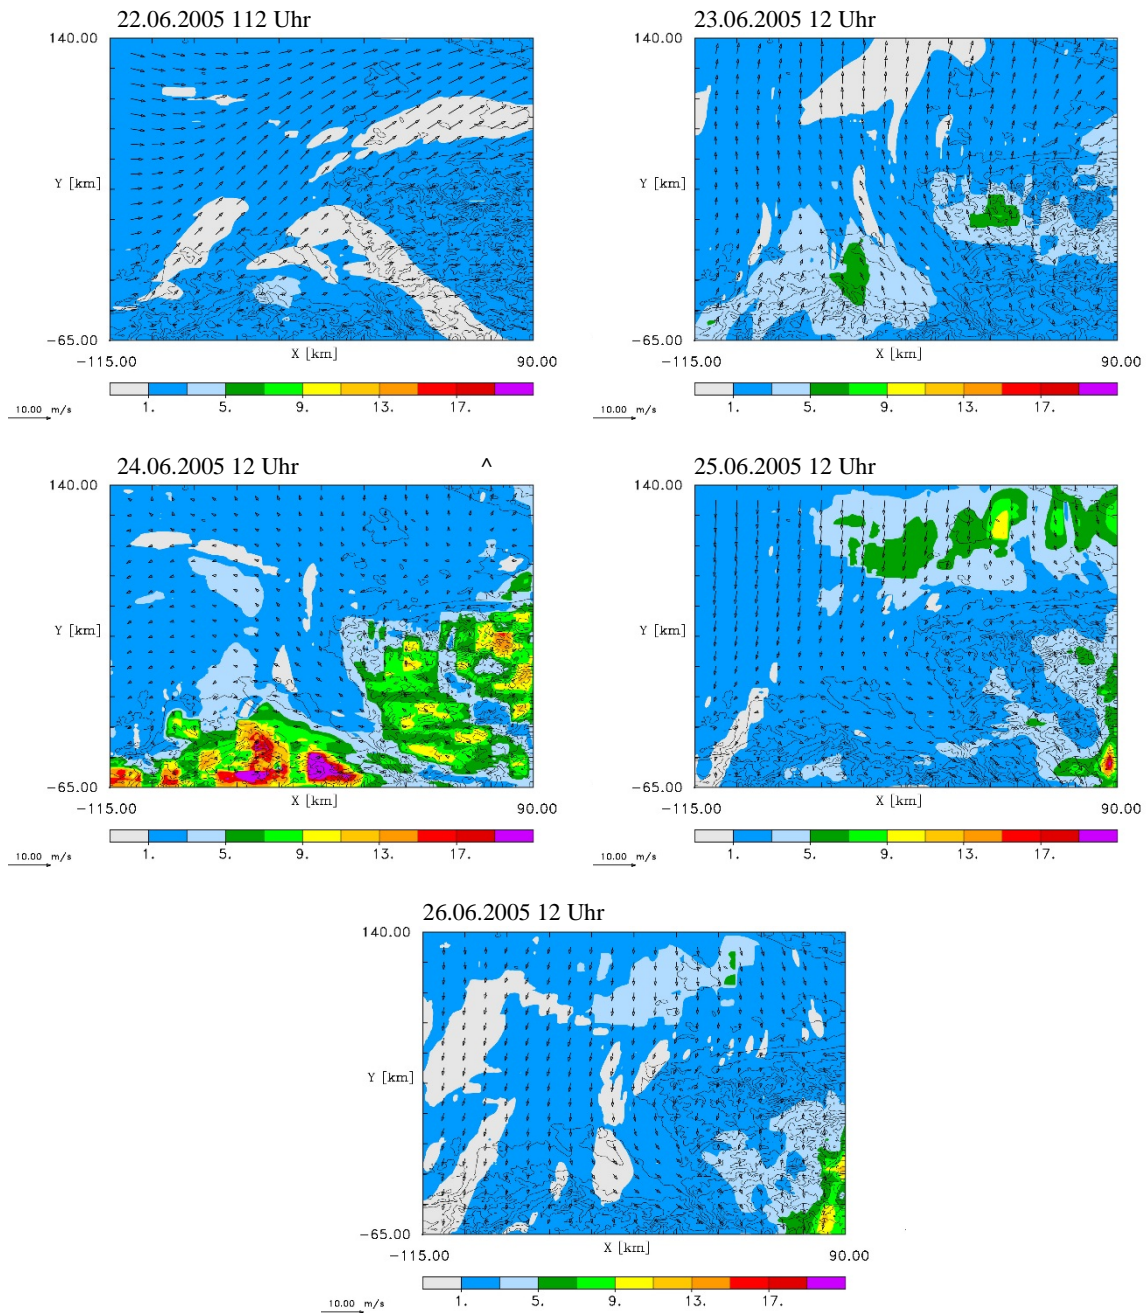 22.06.2005 112 Uhr
140.00
Y [km]
-65.00
-115.00
X [km]
90.00
1. 5. 9. 13. 17.
10.00 m/s
23.06.2005 12 Uhr
140.00
Y [km]
-65.00
-115.00
X [km]
90.00
1. 5. 9. 13. 17.
10.00 m/s
24.06.2005 12 Uhr ^
140.00
Y [km]
-65.00
-115.00
X [km]
90.00
1. 5. 9. 13. 17.
10.00 m/s
25.06.2005 12 Uhr
140.00
Y [km]
-65.00
-115.00
X [km]
90.00
1. 5. 9. 13. 17.
10.00 m/s
26.06.2005 12 Uhr
140.00
Y [km]
-65.00
-115.00
X [km]
90.00
1. 5. 9. 13. 17.
10.00 m/s